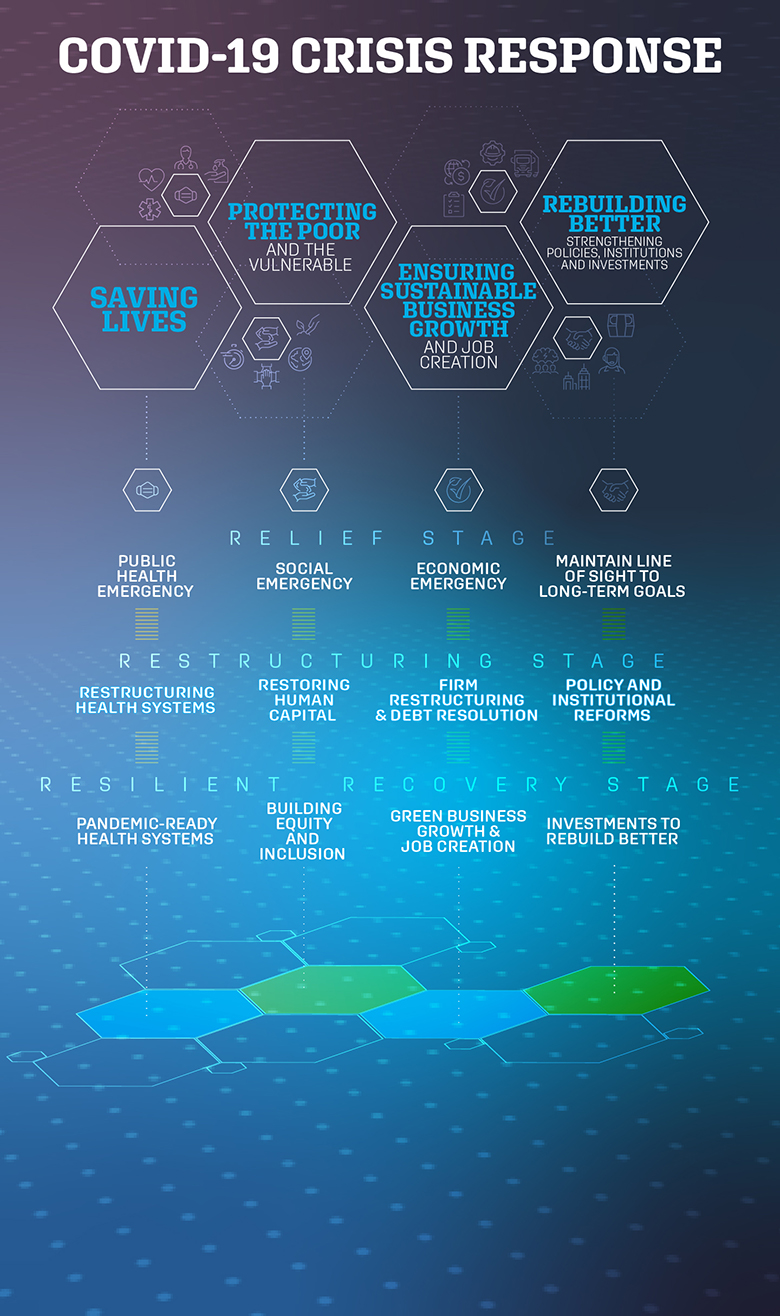 COVID-19 CRISIS RESPONSE
SAVING
LIVES
PROTECTING
THE POOR
AND THE
VULNERABLE
ENSURING
SUSTAINABLE
BUSINESS
GROWTH
AND JOB
CREATION
REBUILDING
BETTER
STRENGTHENING
POLICIES, INSTITUTIONS
AND INVESTMENTS
RELIEF STAGE
PUBLIC
HEALTH
EMERGENCY
SOCIAL
EMERGENCY
ECONOMIC
EMERGENCY
MAINTAIN LINE
OF SIGHT TO
LONG-TERM GOALS
RESTRUCTURING STAGE
RESTRUCTURING
HEALTH SYSTEMS
RESTORING
HUMAN
CAPITAL
FIRM
RESTRUCTURING
& DEBT RESOLUTION
POLICY AND
INSTITUTIONAL
REFORMS
RESILIENT RECOVERY STAGE
PANDEMIC-READY
HEALTH SYSTEMS
BUILDING
EQUITY
AND
INCLUSION
GREEN BUSINESS
GROWTH &
JOB CREATION
INVESTMENTS TO
REBUILD BETTER